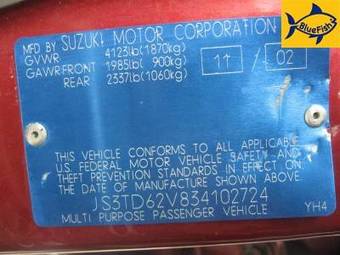 BlueFish
MFD BY SUZUKI MOTOR CORPORATION
GVWR 4123lb(1870kg)
GAWR FRONT 1985lb( 900kg)
REAR 2337lb(1060kg)
11 / 02
THIS VEHICLE CONFORMS TO ALL APPLICABLE
US FEDERAL MOTOR VEHICLE SAFETY, AND
THEFT PREVENTION STANDARDS IN EFFECT ON
THE DATE OF MANUFACTURE SHOWN ABOVE.
JS3TD62V834102724
MULTI PURPOSE PASSENGER VEHICLE YH4